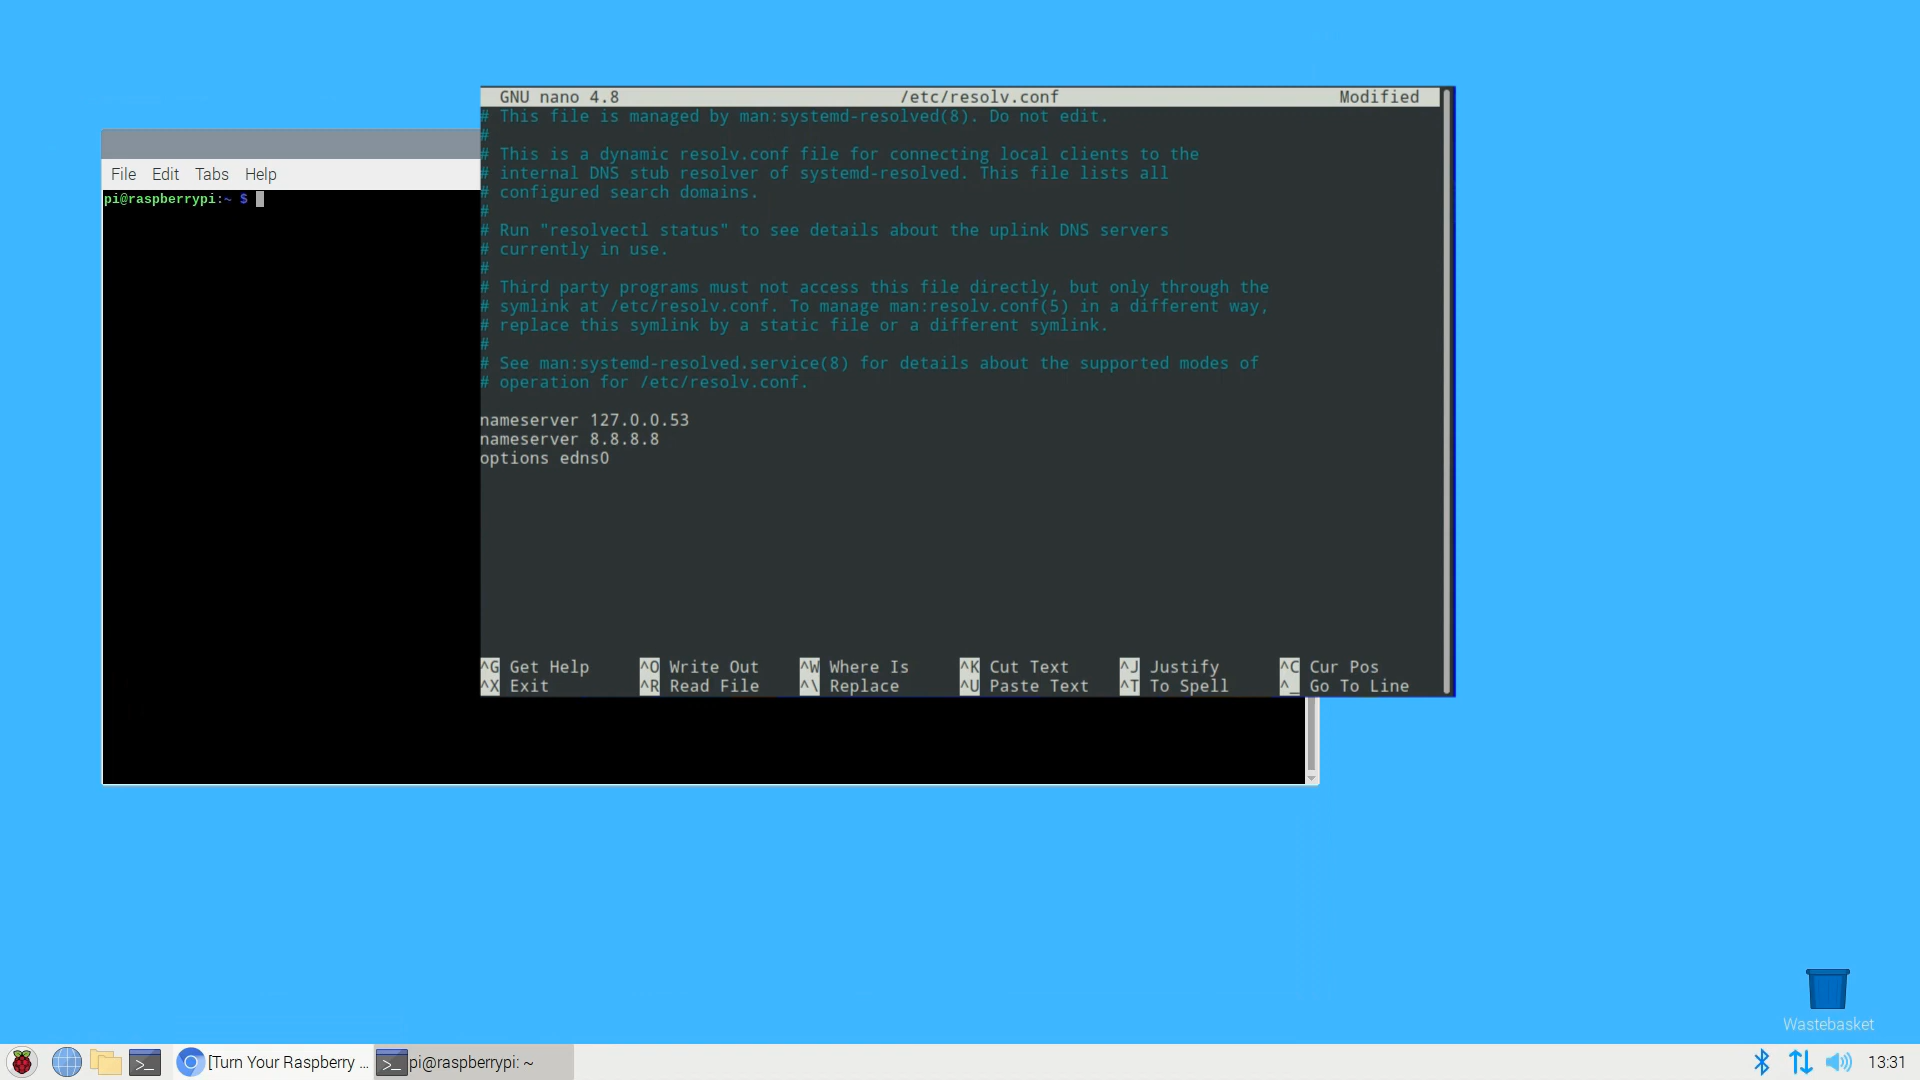 GNU nano 4.8 /etc/resolv.conf Modified
# This file is managed by man:systemd-resolved(8). Do not edit.
#
# This is a dynamic resolv.conf file for connecting local clients to the
# internal DNS stub resolver of systemd-resolved. This file lists all
# configured search domains.
#
# Run "resolvectl status" to see details about the uplink DNS servers
# currently in use.
#
# Third party programs must not access this file directly, but only through the
# symlink at /etc/resolv.conf. To manage man:resolv.conf(5) in a different way,
# replace this symlink by a static file or a different symlink.
#
# See man:systemd-resolved.service(8) for details about the supported modes of
# operation for /etc/resolv.conf.
nameserver 127.0.0.53
nameserver 8.8.8.8
options edns0
^G Get Help ^O Write Out ^W Where Is ^K Cut Text ^J Justify ^C Cur Pos
^X Exit ^R Read File ^\ Replace ^U Paste Text ^T To Spell ^_ Go To Line
File Edit Tabs Help
pi@raspberrypi:~ $
Wastebasket
[Turn Your Raspberry ... pi@raspberrypi: ~ 13:31